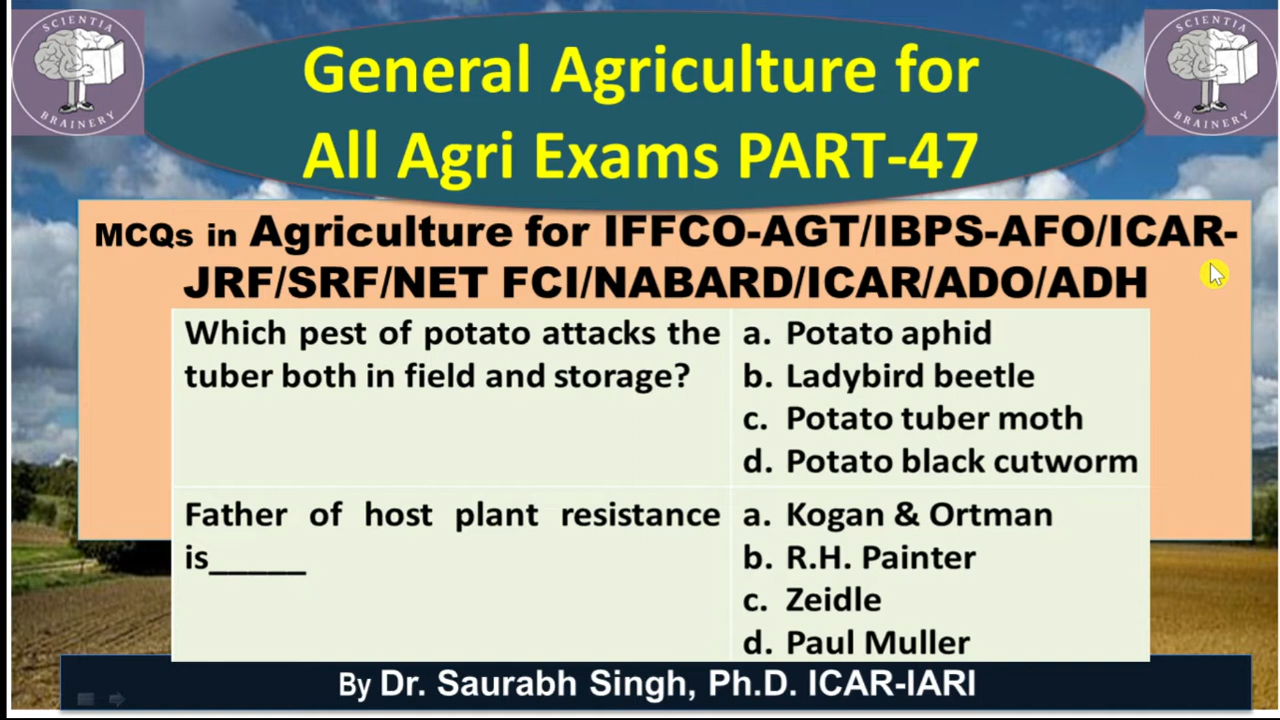 SCIENTIA
BRAINERY
General Agriculture for
All Agri Exams PART-47
SCIENTIA
BRAINERY
MCQs in Agriculture for IFFCO-AGT/IBPS-AFO/ICAR-
JRF/SRF/NET FCI/NABARD/ICAR/ADO/ADH
Which pest of potato attacks the
tuber both in field and storage?
a. Potato aphid
b. Ladybird beetle
c. Potato tuber moth
d. Potato black cutworm
Father of host plant resistance
is_____
a. Kogan & Ortman
b. R.H. Painter
c. Zeidle
d. Paul Muller
By Dr. Saurabh Singh, Ph.D. ICAR-IARI